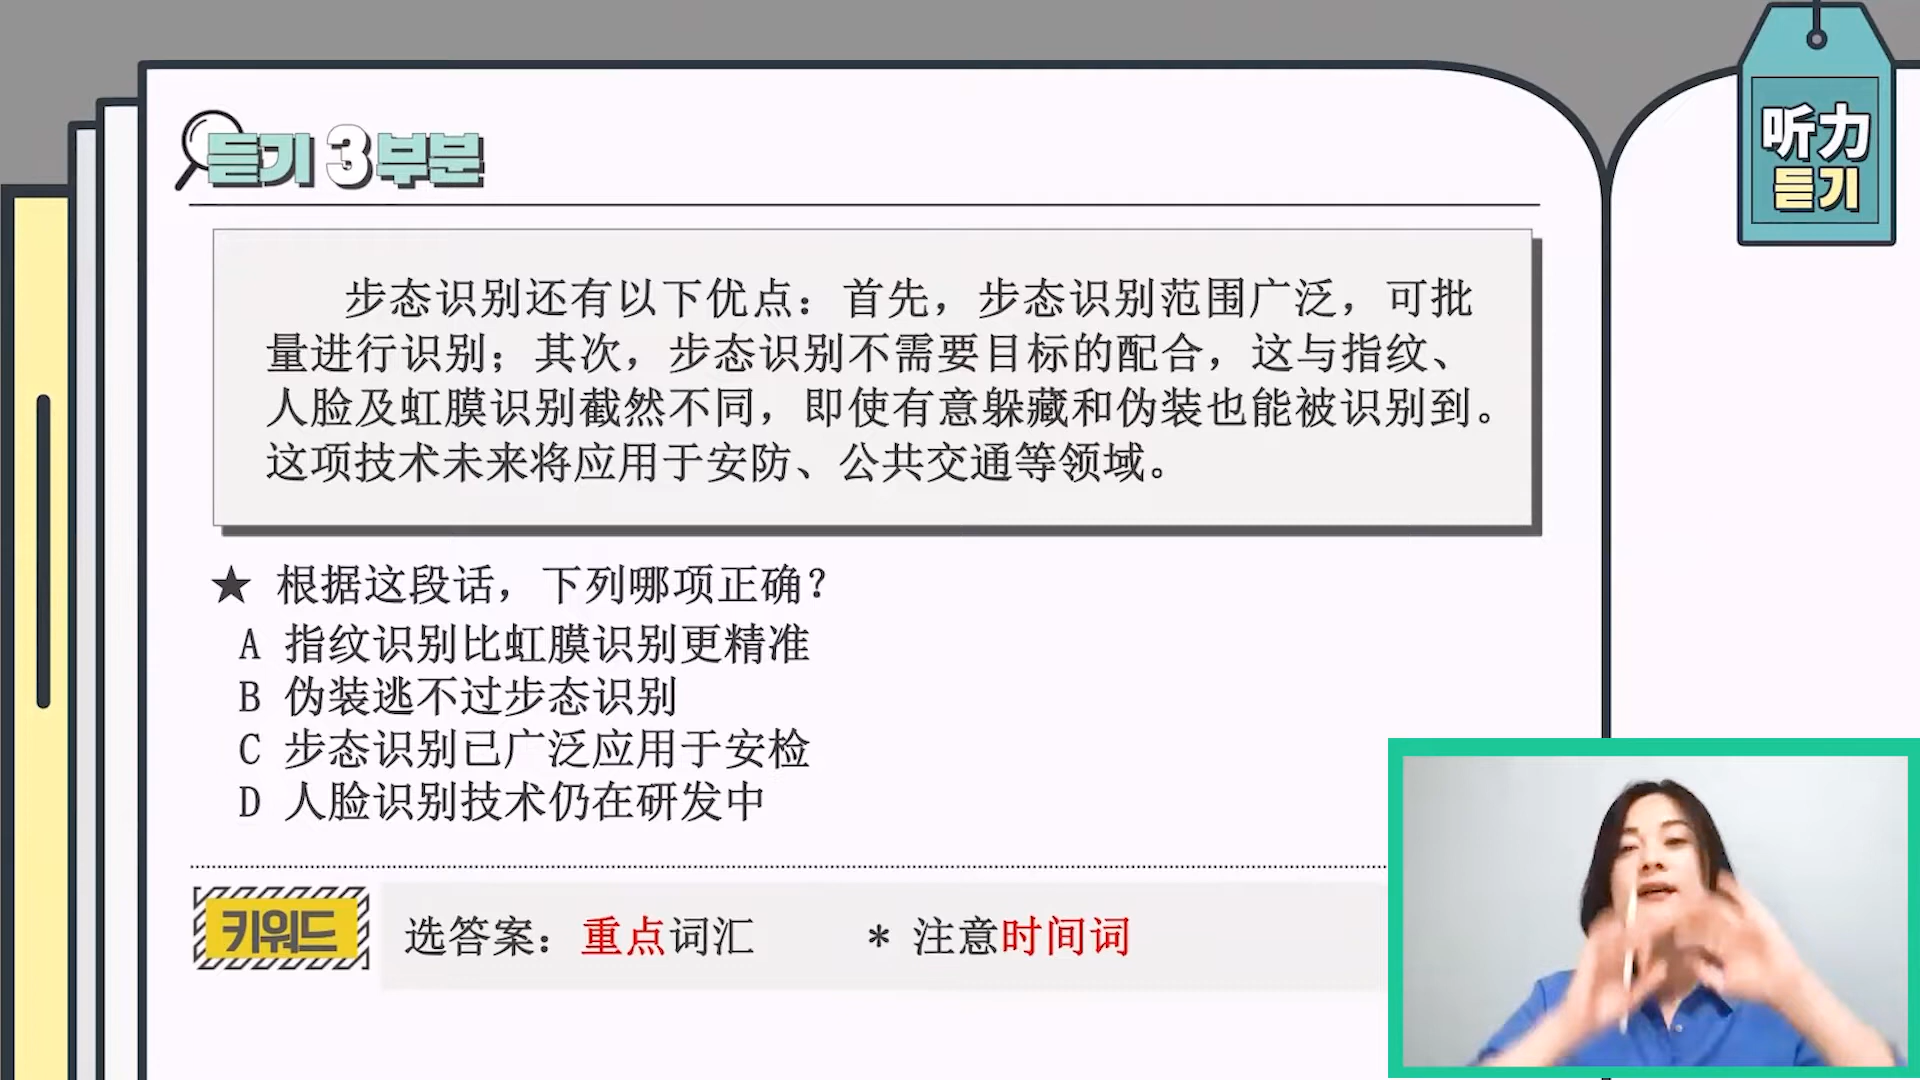 듣기 3 부분
听力
듣기
步态识别还有以下优点：首先，步态识别范围广泛，可批
量进行识别；其次，步态识别不需要目标的配合，这与指纹、
人脸及虹膜识别截然不同，即使有意躲藏和伪装也能被识别到。
这项技术未来将应用于安防、公共交通等领域。
★ 根据这段话，下列哪项正确？
A 指纹识别比虹膜识别更精准
B 伪装逃不过步态识别
C 步态识别已广泛应用于安检
D 人脸识别技术仍在研发中
키워드
选答案：重点词汇 * 注意时间词